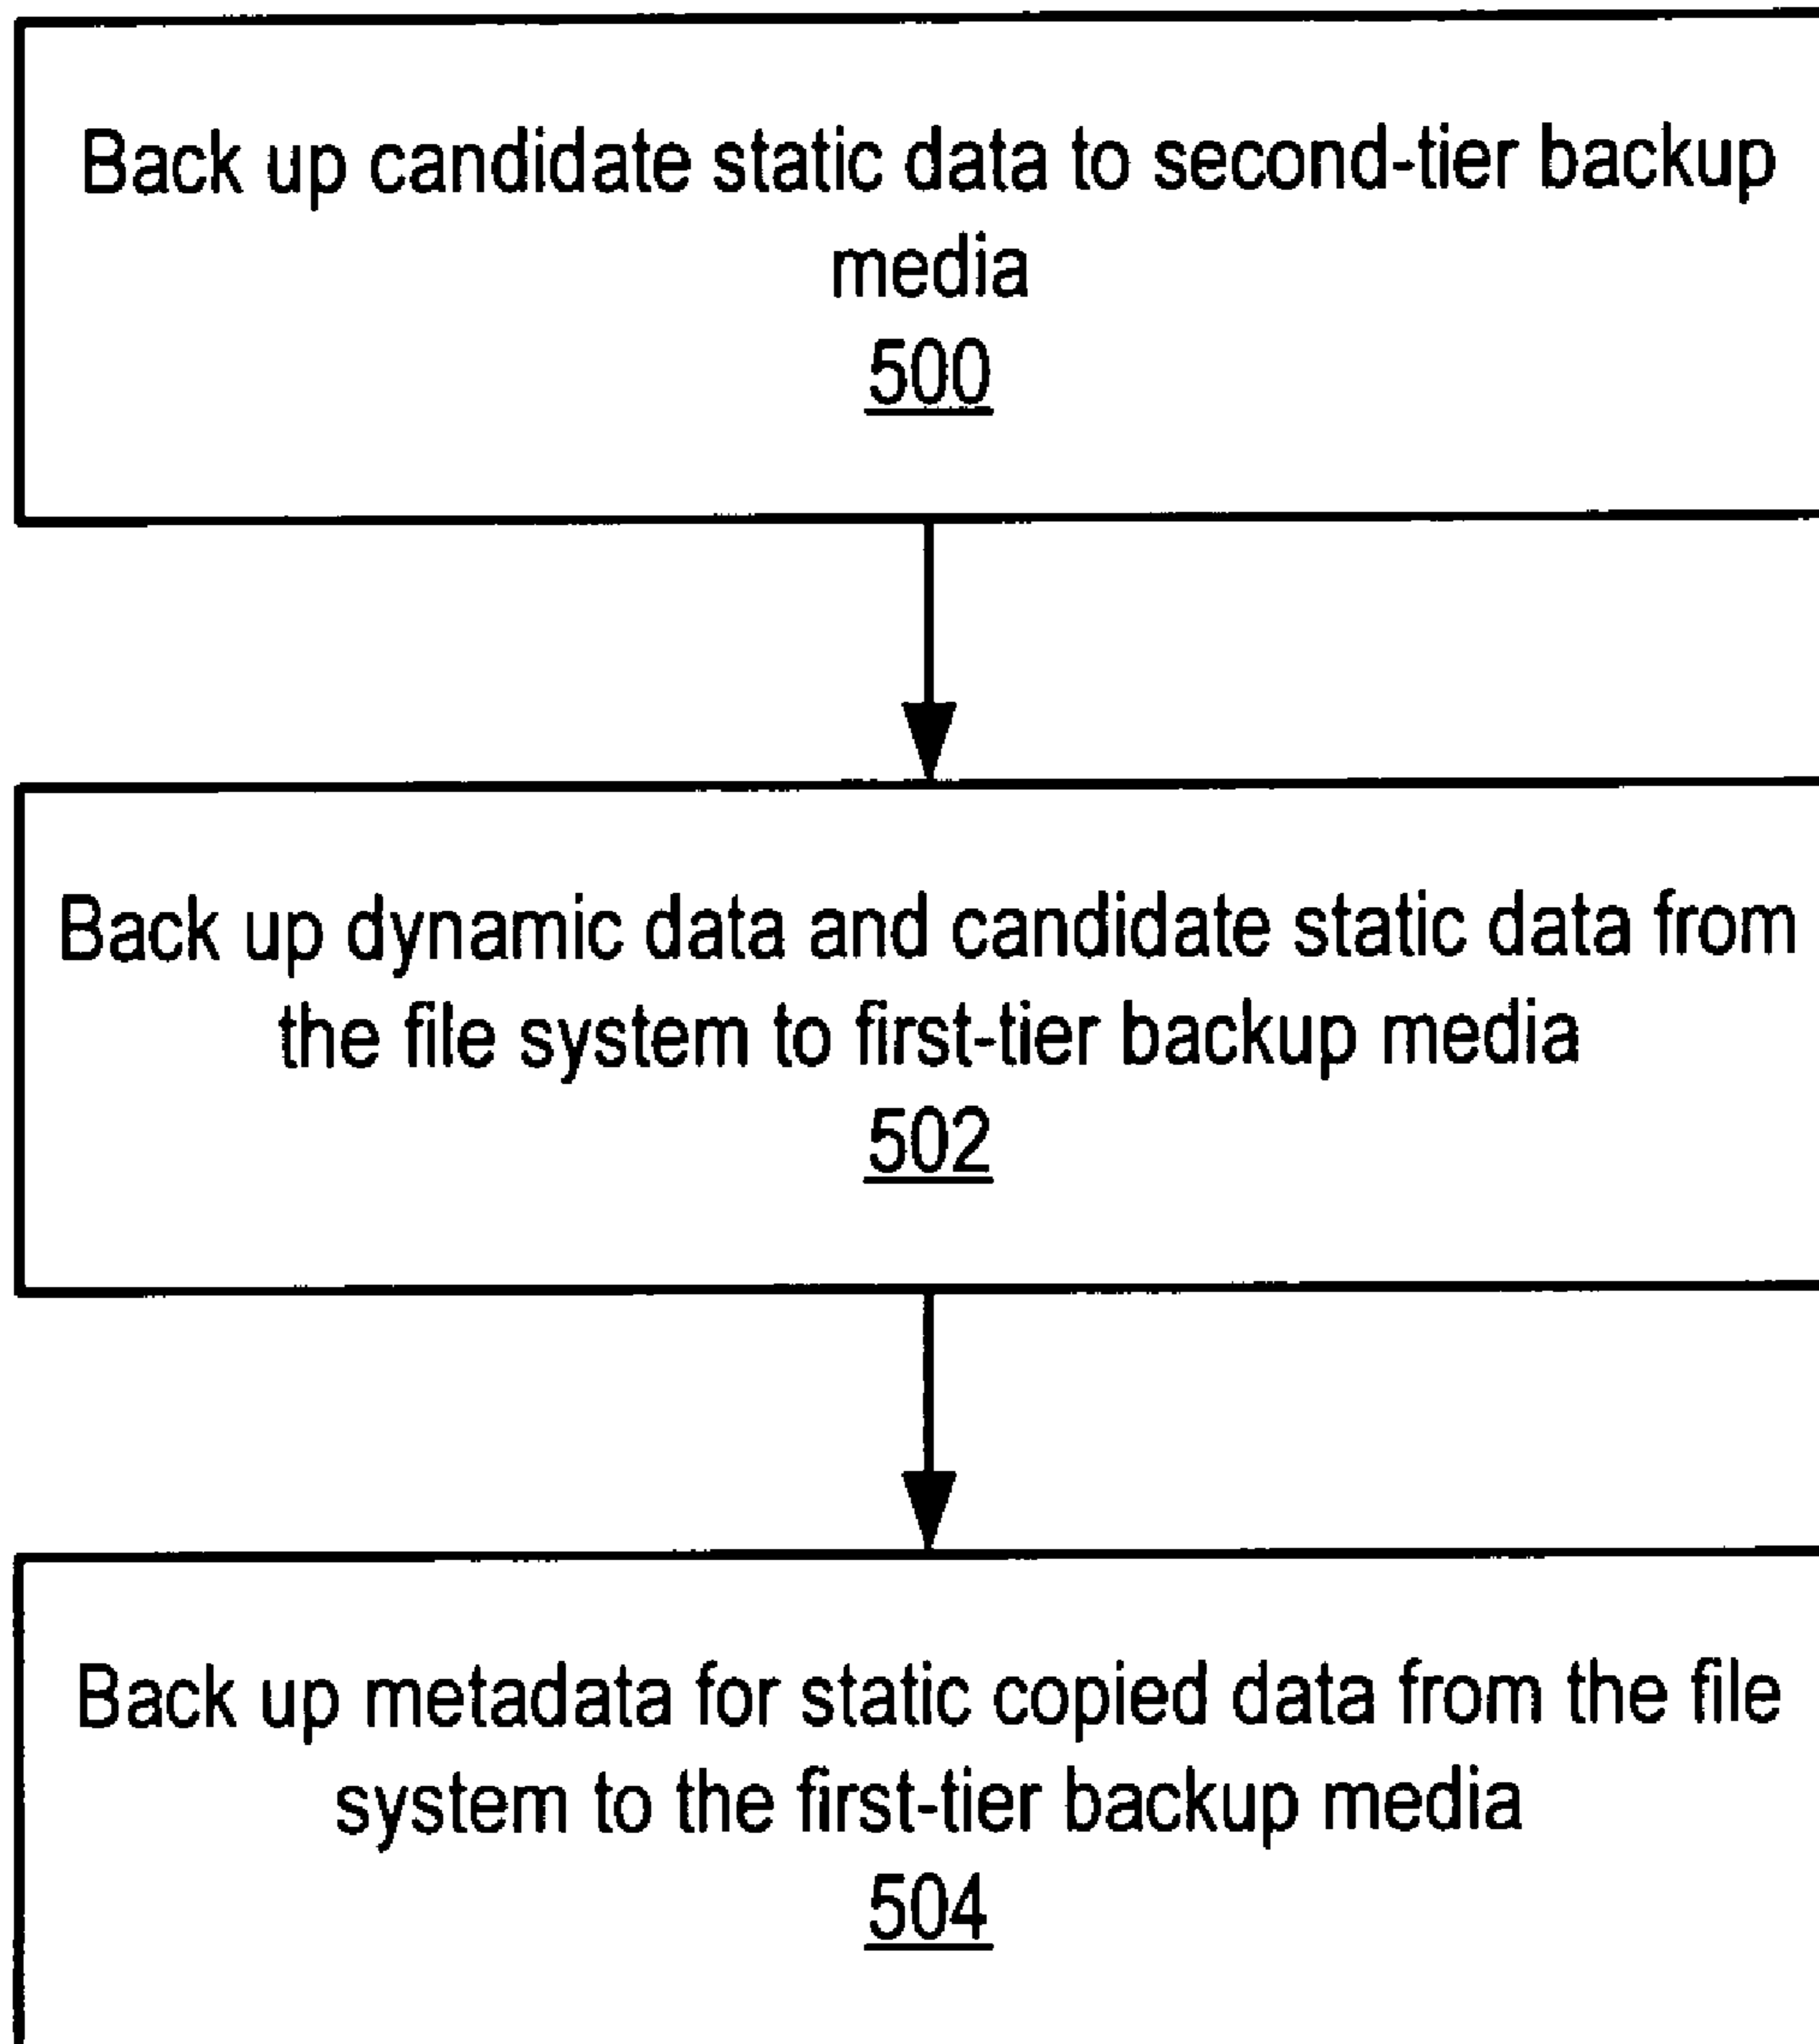 Back up candidate static data to second-tier backup
media
500
Back up dynamic data and candidate static data from
the file system to first-tier backup media
502
Back up metadata for static copied data from the file
system to the first-tier backup media
504